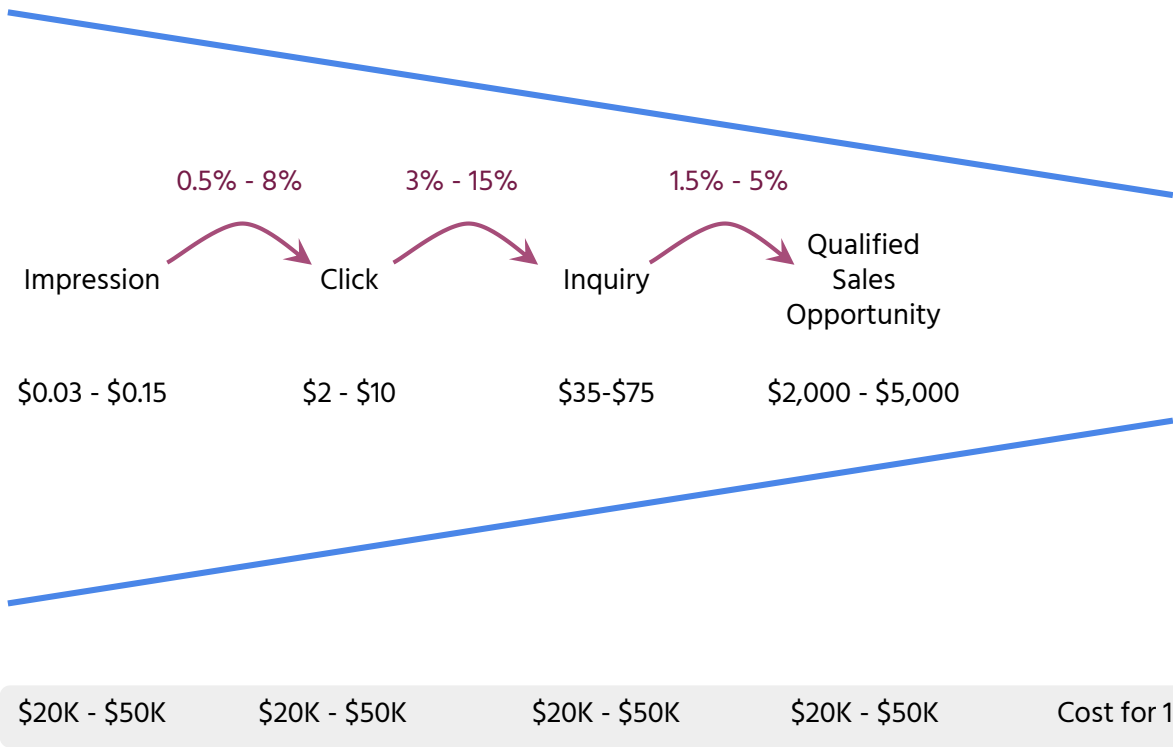 0.5% - 8%
3% - 15%
1.5% - 5%
Impression
Click
Inquiry
Qualified
Sales
Opportunity
$0.03 - $0.15
$2 - $10
$35-$75
$2,000 - $5,000
$20K - $50K
$20K - $50K
$20K - $50K
$20K - $50K
Cost for 1